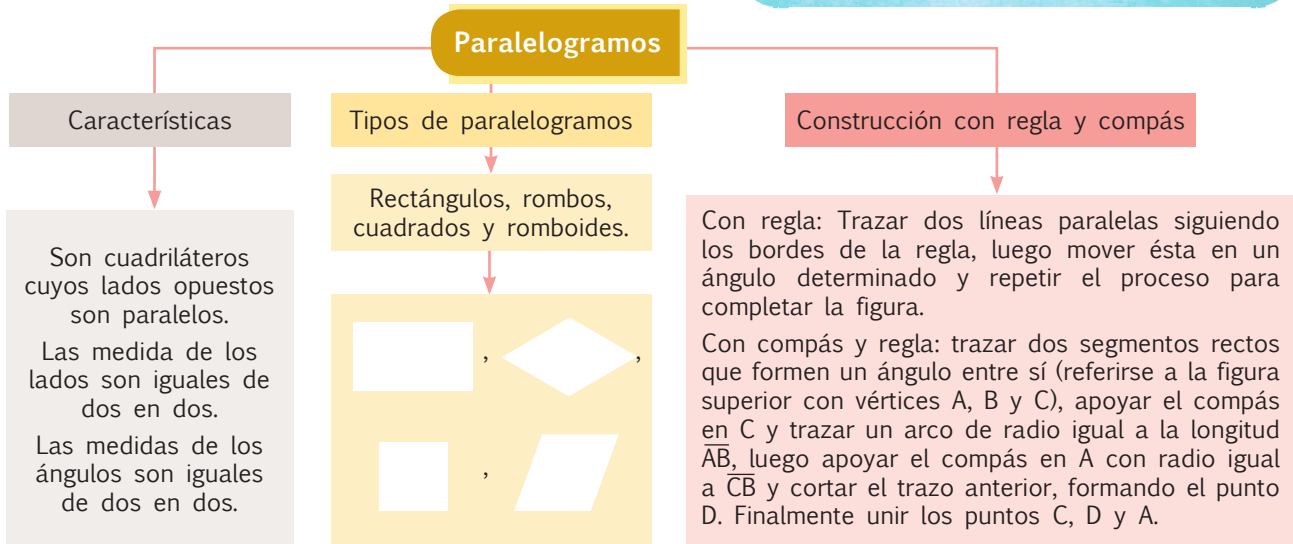 Paralelogramos
Características
Son cuadriláteros
cuyos lados opuestos
son paralelos.
Las medida de los
lados son iguales de
dos en dos.
Las medidas de los
ángulos son iguales
de dos en dos.
Tipos de paralelogramos
Rectángulos, rombos,
cuadrados y romboides.
, ,
,
Construcción con regla y compás
Con regla: Trazar dos líneas paralelas siguiendo
los bordes de la regla, luego mover ésta en un
ángulo determinado y repetir el proceso para
completar la figura.
Con compás y regla: trazar dos segmentos rectos
que formen un ángulo entre sí (referirse a la figura
superior con vértices A, B y C), apoyar el compás
en C y trazar un arco de radio igual a la longitud
A̅B̅, luego apoyar el compás en A con radio igual
a C̅B̅ y cortar el trazo anterior, formando el punto
D. Finalmente unir los puntos C, D y A.